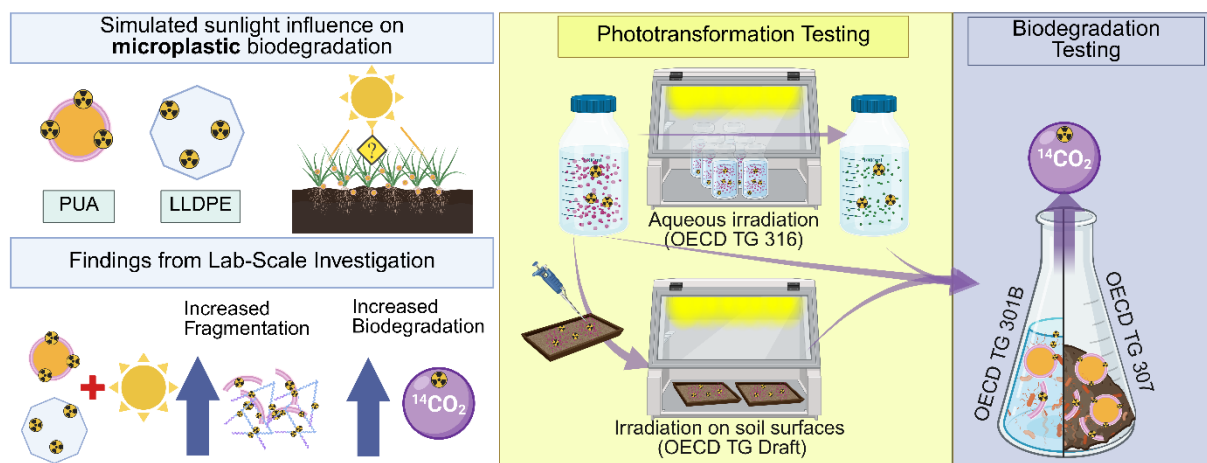 Simulated sunlight influence on
microplastic biodegradation
PUA
LLDPE
?
Findings from Lab-Scale Investigation
Increased
Fragmentation
Increased
Biodegradation
¹⁴CO₂
Phototransformation Testing
Aqueous irradiation
(OECD TG 316)
Irradiation on soil surfaces
(OECD TG Draft)
Biodegradation
Testing
¹⁴CO₂
OECD TG 301B
OECD TG 307